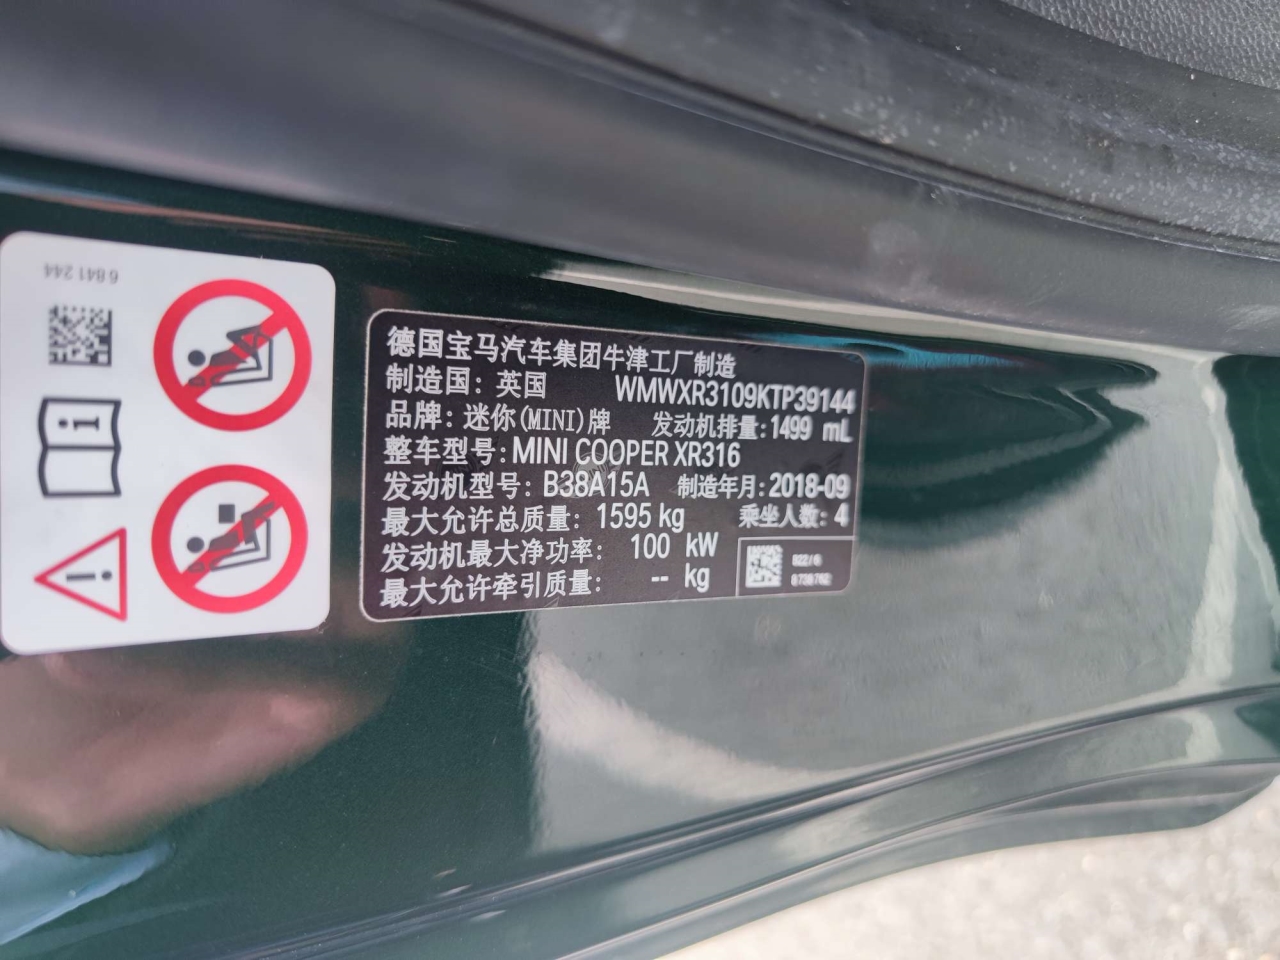 6 841 244
德国宝马汽车集团牛津工厂制造
制造国：英国 WMWXR3109KTP39144
品牌：迷你(MINI)牌 发动机排量：1499 mL
整车型号：MINI COOPER XR316
发动机型号：B38A15A 制造年月：2018-09
最大允许总质量：1595 kg 乘坐人数：4
发动机最大净功率：100 kW
最大允许牵引质量：-- kg